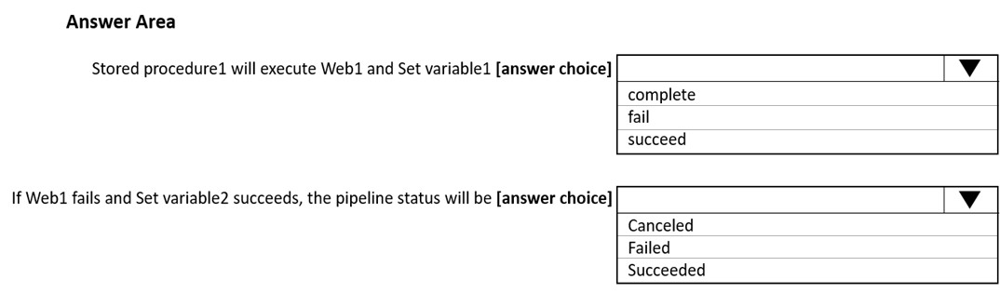 Answer Area
Stored procedure1 will execute Web1 and Set variable1 [answer choice]
complete
fail
succeed
If Web1 fails and Set variable2 succeeds, the pipeline status will be [answer choice]
Canceled
Failed
Succeeded